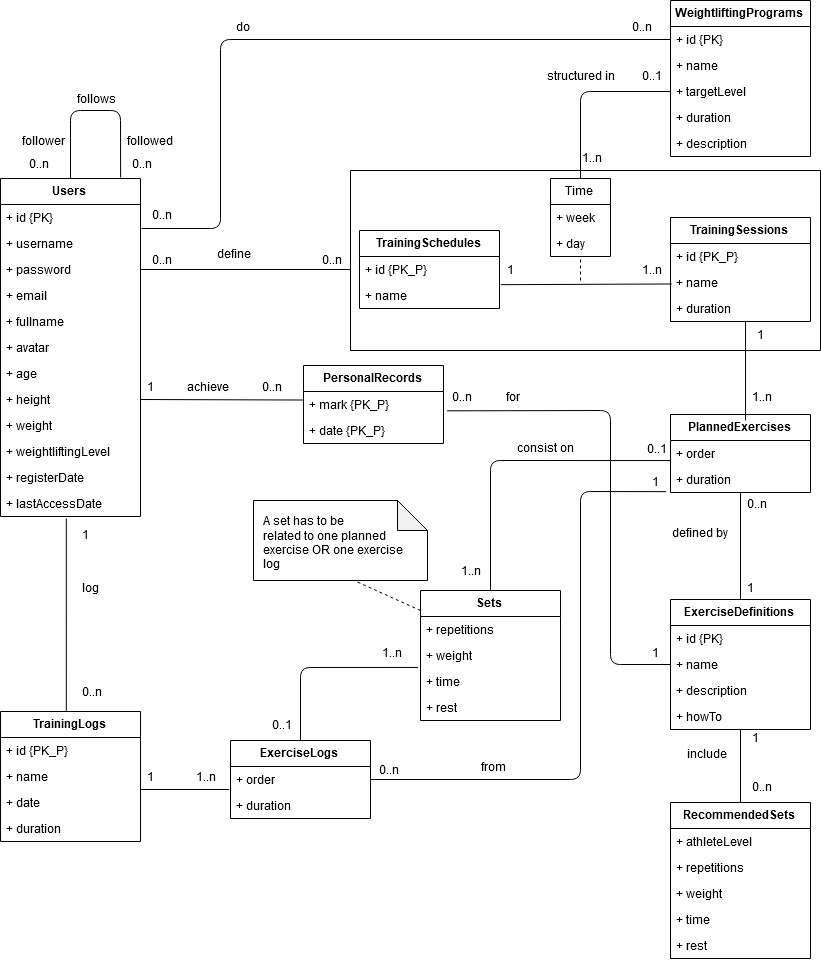 WeightliftingPrograms
+ id {PK}
+ name
+ targetLevel
+ duration
+ description
do
0..n
0..n
structured in
0..1
1..n
follows
follower
followed
0..n
0..n
Users
+ id {PK}
+ username
+ password
+ email
+ fullname
+ avatar
+ age
+ height
+ weight
+ weightliftingLevel
+ registerDate
+ lastAccessDate
0..n
define
0..n
Time
+ week
+ day
TrainingSchedules
+ id {PK_P}
+ name
1
1..n
TrainingSessions
+ id {PK_P}
+ name
+ duration
1
1..n
1
achieve
0..n
PersonalRecords
+ mark {PK_P}
+ date {PK_P}
0..n
for
1
PlannedExercises
+ order
+ duration
consist on
0..1
1..n
1
0..n
defined by
1
A set has to be
related to one planned
exercise OR one exercise
log
Sets
+ repetitions
+ weight
+ time
+ rest
1..n
0..1
ExerciseDefinitions
+ id {PK}
+ name
+ description
+ howTo
1
include
0..n
1
log
0..n
TrainingLogs
+ id {PK_P}
+ name
+ date
+ duration
1
1..n
ExerciseLogs
+ order
+ duration
0..n
from
RecommendedSets
+ athleteLevel
+ repetitions
+ weight
+ time
+ rest